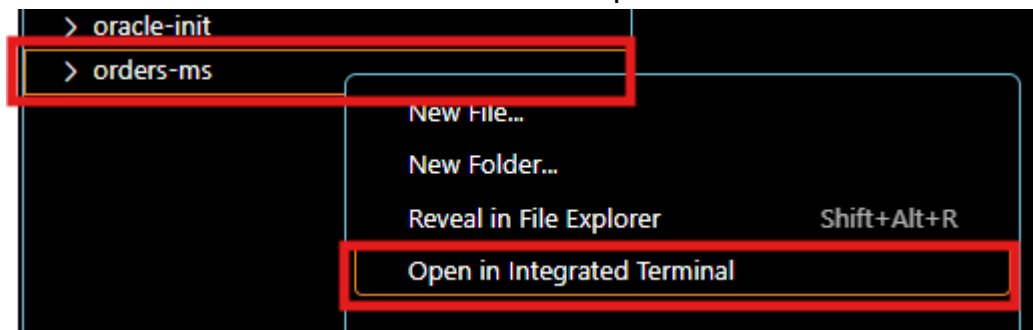 oracle-init
orders-ms
New File...
New Folder...
Reveal in File Explorer Shift+Alt+R
Open in Integrated Terminal